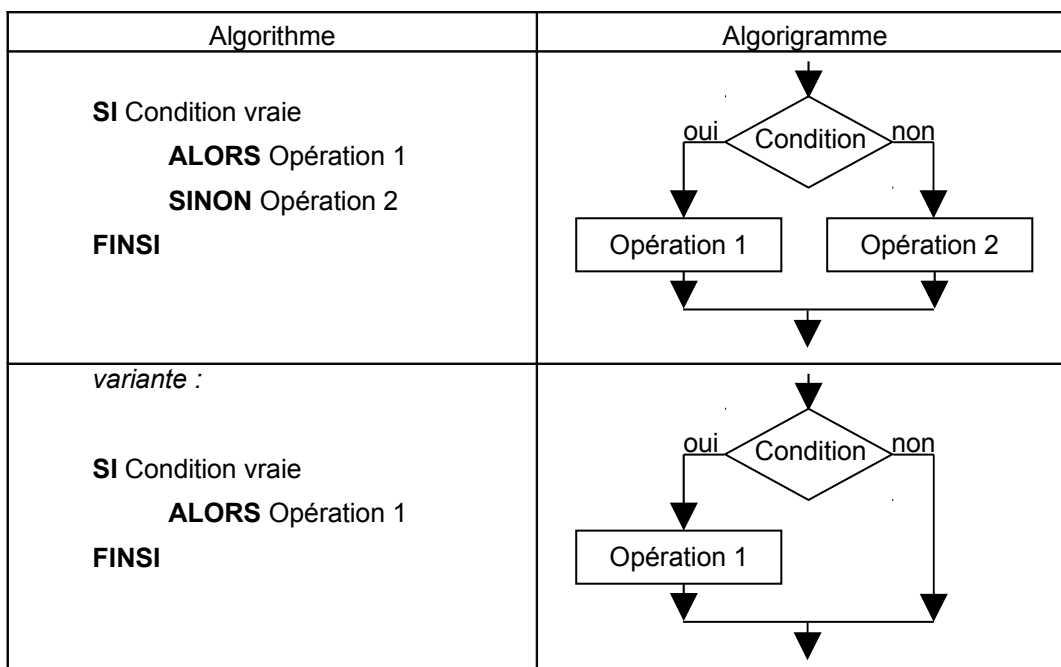 Algorithme
Algorigramme
SI Condition vraie
ALORS Opération 1
SINON Opération 2
FINSI
oui
Condition
non
Opération 1
Opération 2
variante :
SI Condition vraie
ALORS Opération 1
FINSI
oui
Condition
non
Opération 1